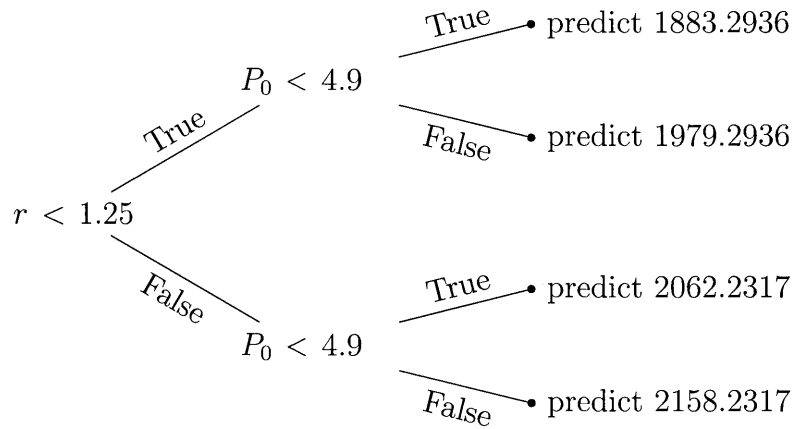 True
predict 1883.2936
P₀ < 4.9
True
False
predict 1979.2936
r < 1.25
False
True
predict 2062.2317
P₀ < 4.9
False
predict 2158.2317